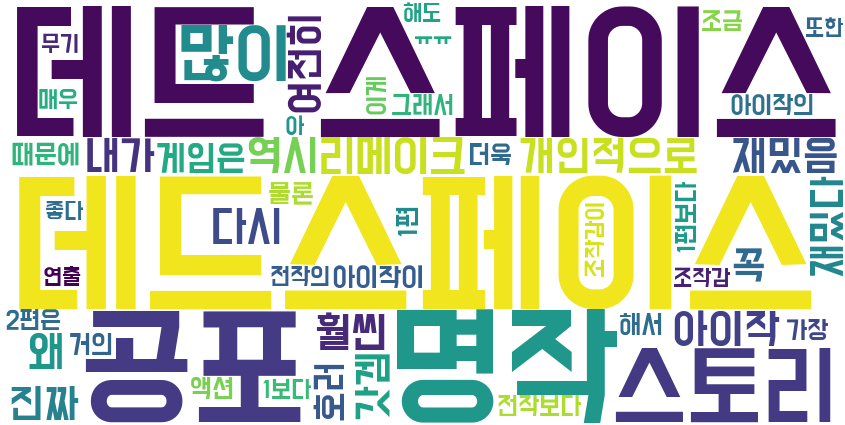 데드 스페이스
해도
조금
또한
무기
많이
여전히
ㅠㅠ
매우
이게
그래서
아이작의
아
때문에
내가
게임은
역시
리메이크
더욱
개인적으로
재밌음
데드스페이스
좋다
다시
물론
1편
조작감이
1편보다
재밌다
연출
전작의
아이작이
조작감
꼭
2편은
왜
거의
공포
훨씬
명작
해서
아이작
가장
진짜
액션
1보다
호러
갓겜
전작보다
스토리